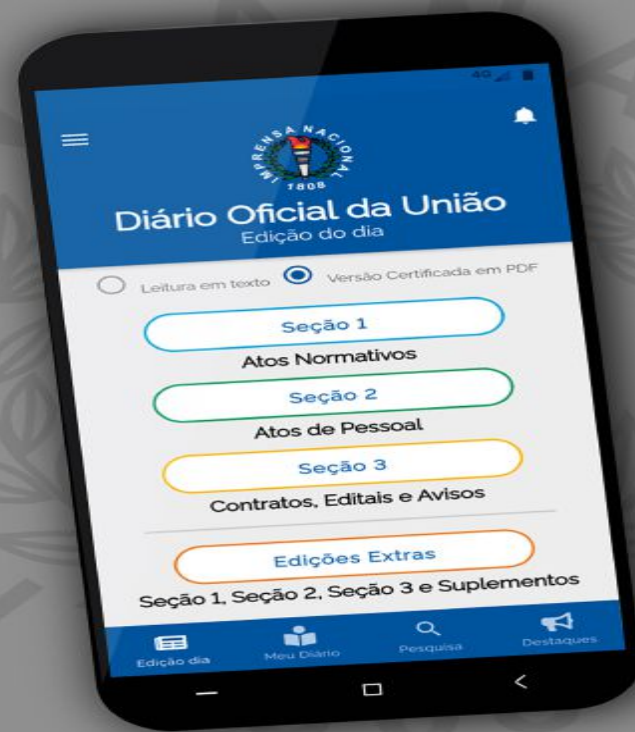 4G
IMPRENSA NACIONAL
1808
Diário Oficial da União
Edição do dia
Leitura em texto Versão Certificada em PDF
Seção 1
Atos Normativos
Seção 2
Atos de Pessoal
Seção 3
Contratos, Editais e Avisos
Edições Extras
Seção 1, Seção 2, Seção 3 e Suplementos
Edição dia Meu Diário Pesquisa Destaques